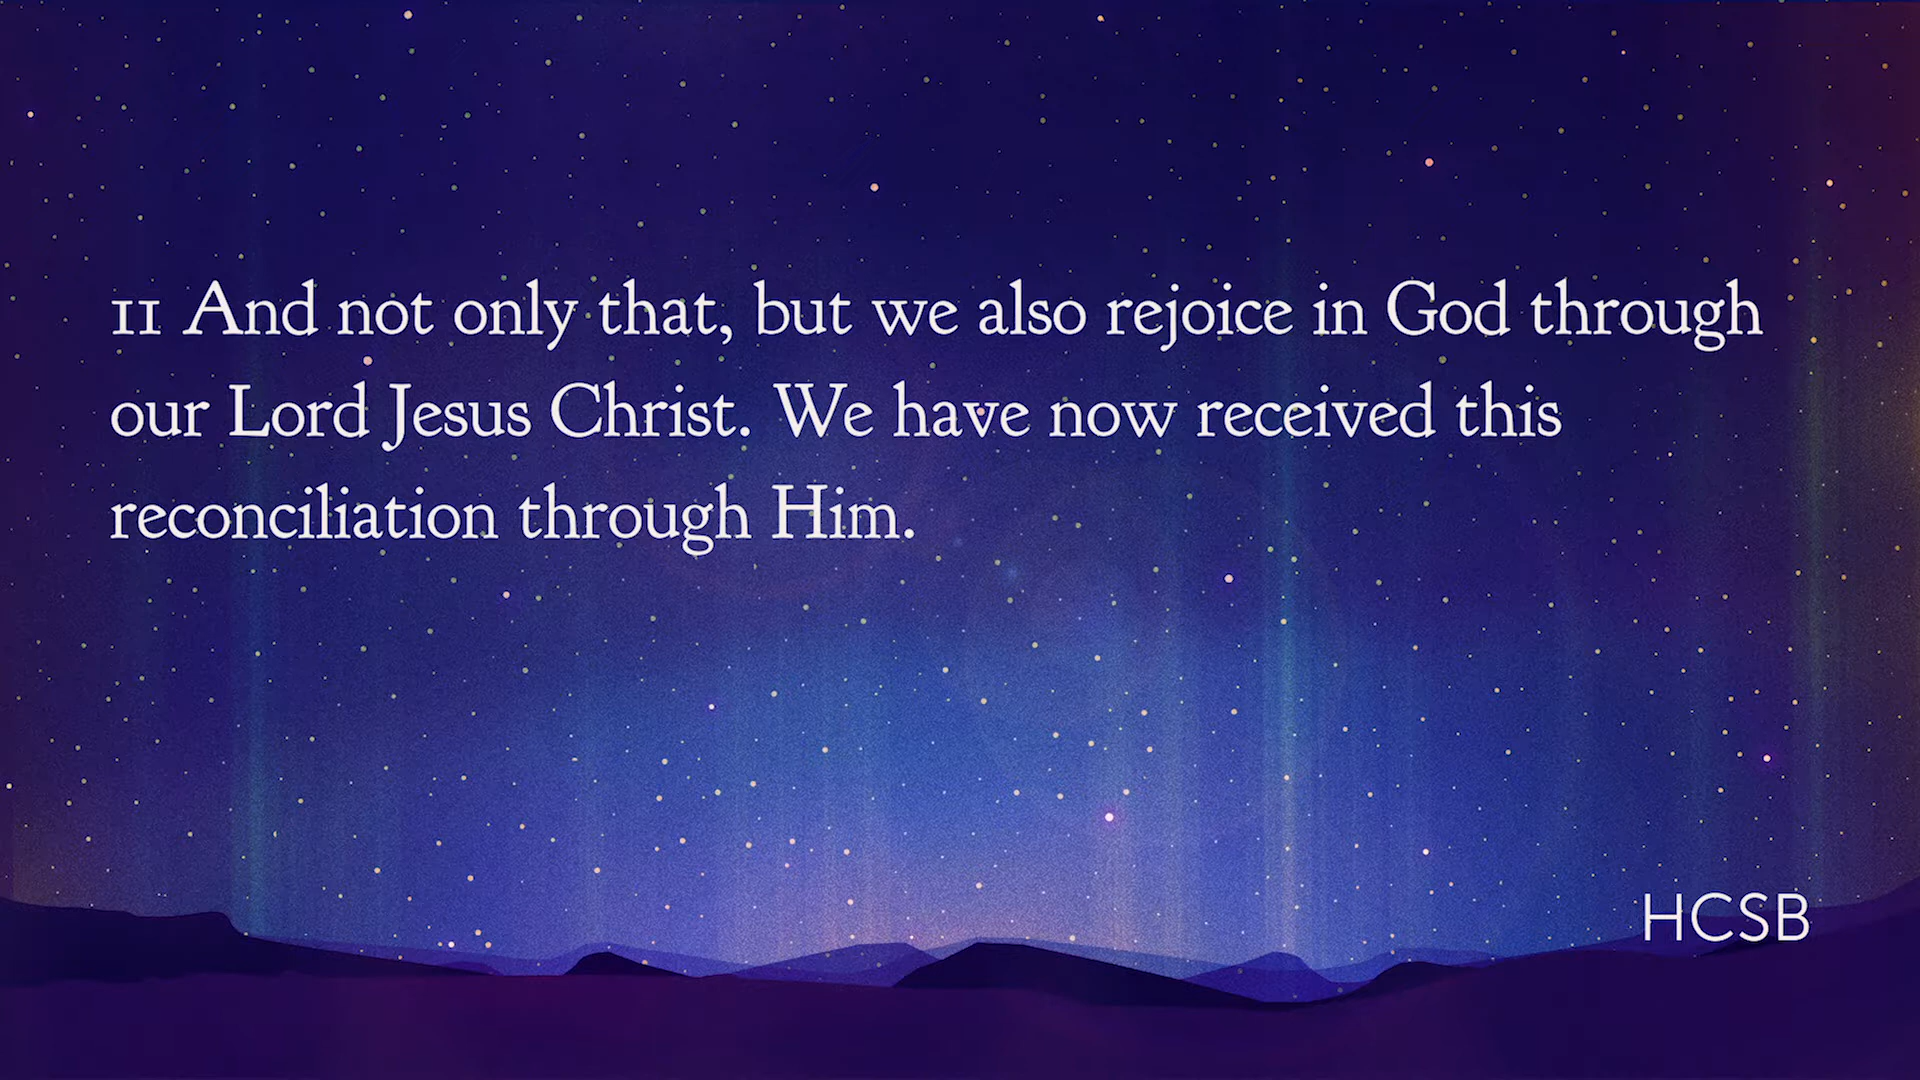 11 And not only that, but we also rejoice in God through
our Lord Jesus Christ. We have now received this
reconciliation through Him.
HCSB